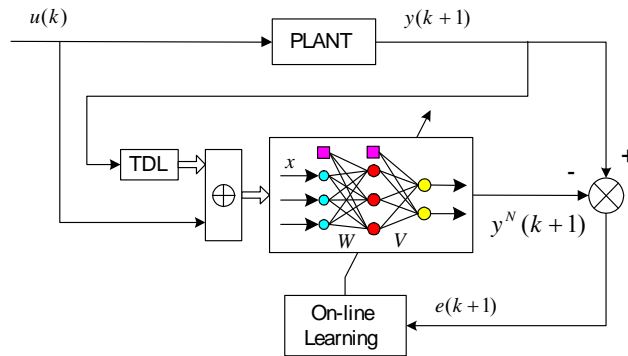 u(k)
PLANT
y(k+1)
TDL
x
W
V
-
+
y^N(k+1)
e(k+1)
On-line
Learning